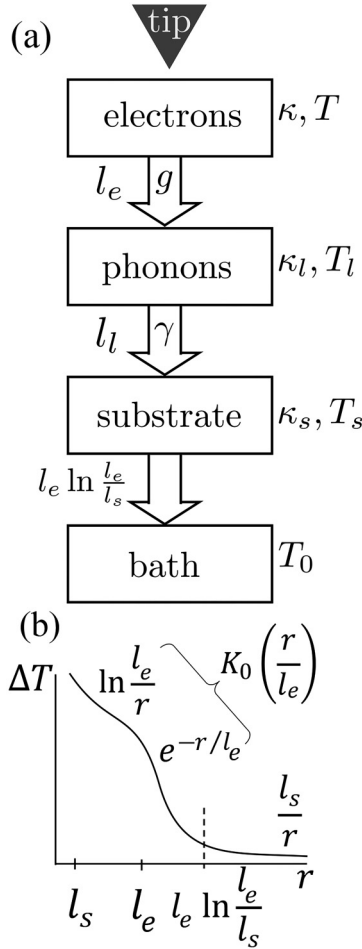 (a)
tip
electrons κ, T
l_e g
phonons κ_l, T_l
l_l γ
substrate κ_s, T_s
l_e ln l_e/l_s
bath T_0
(b)
ΔT ln l_e/r K_0(r/l_e)
e^{-r/l_e}
l_s/r
r
l_s l_e l_e ln l_e/l_s